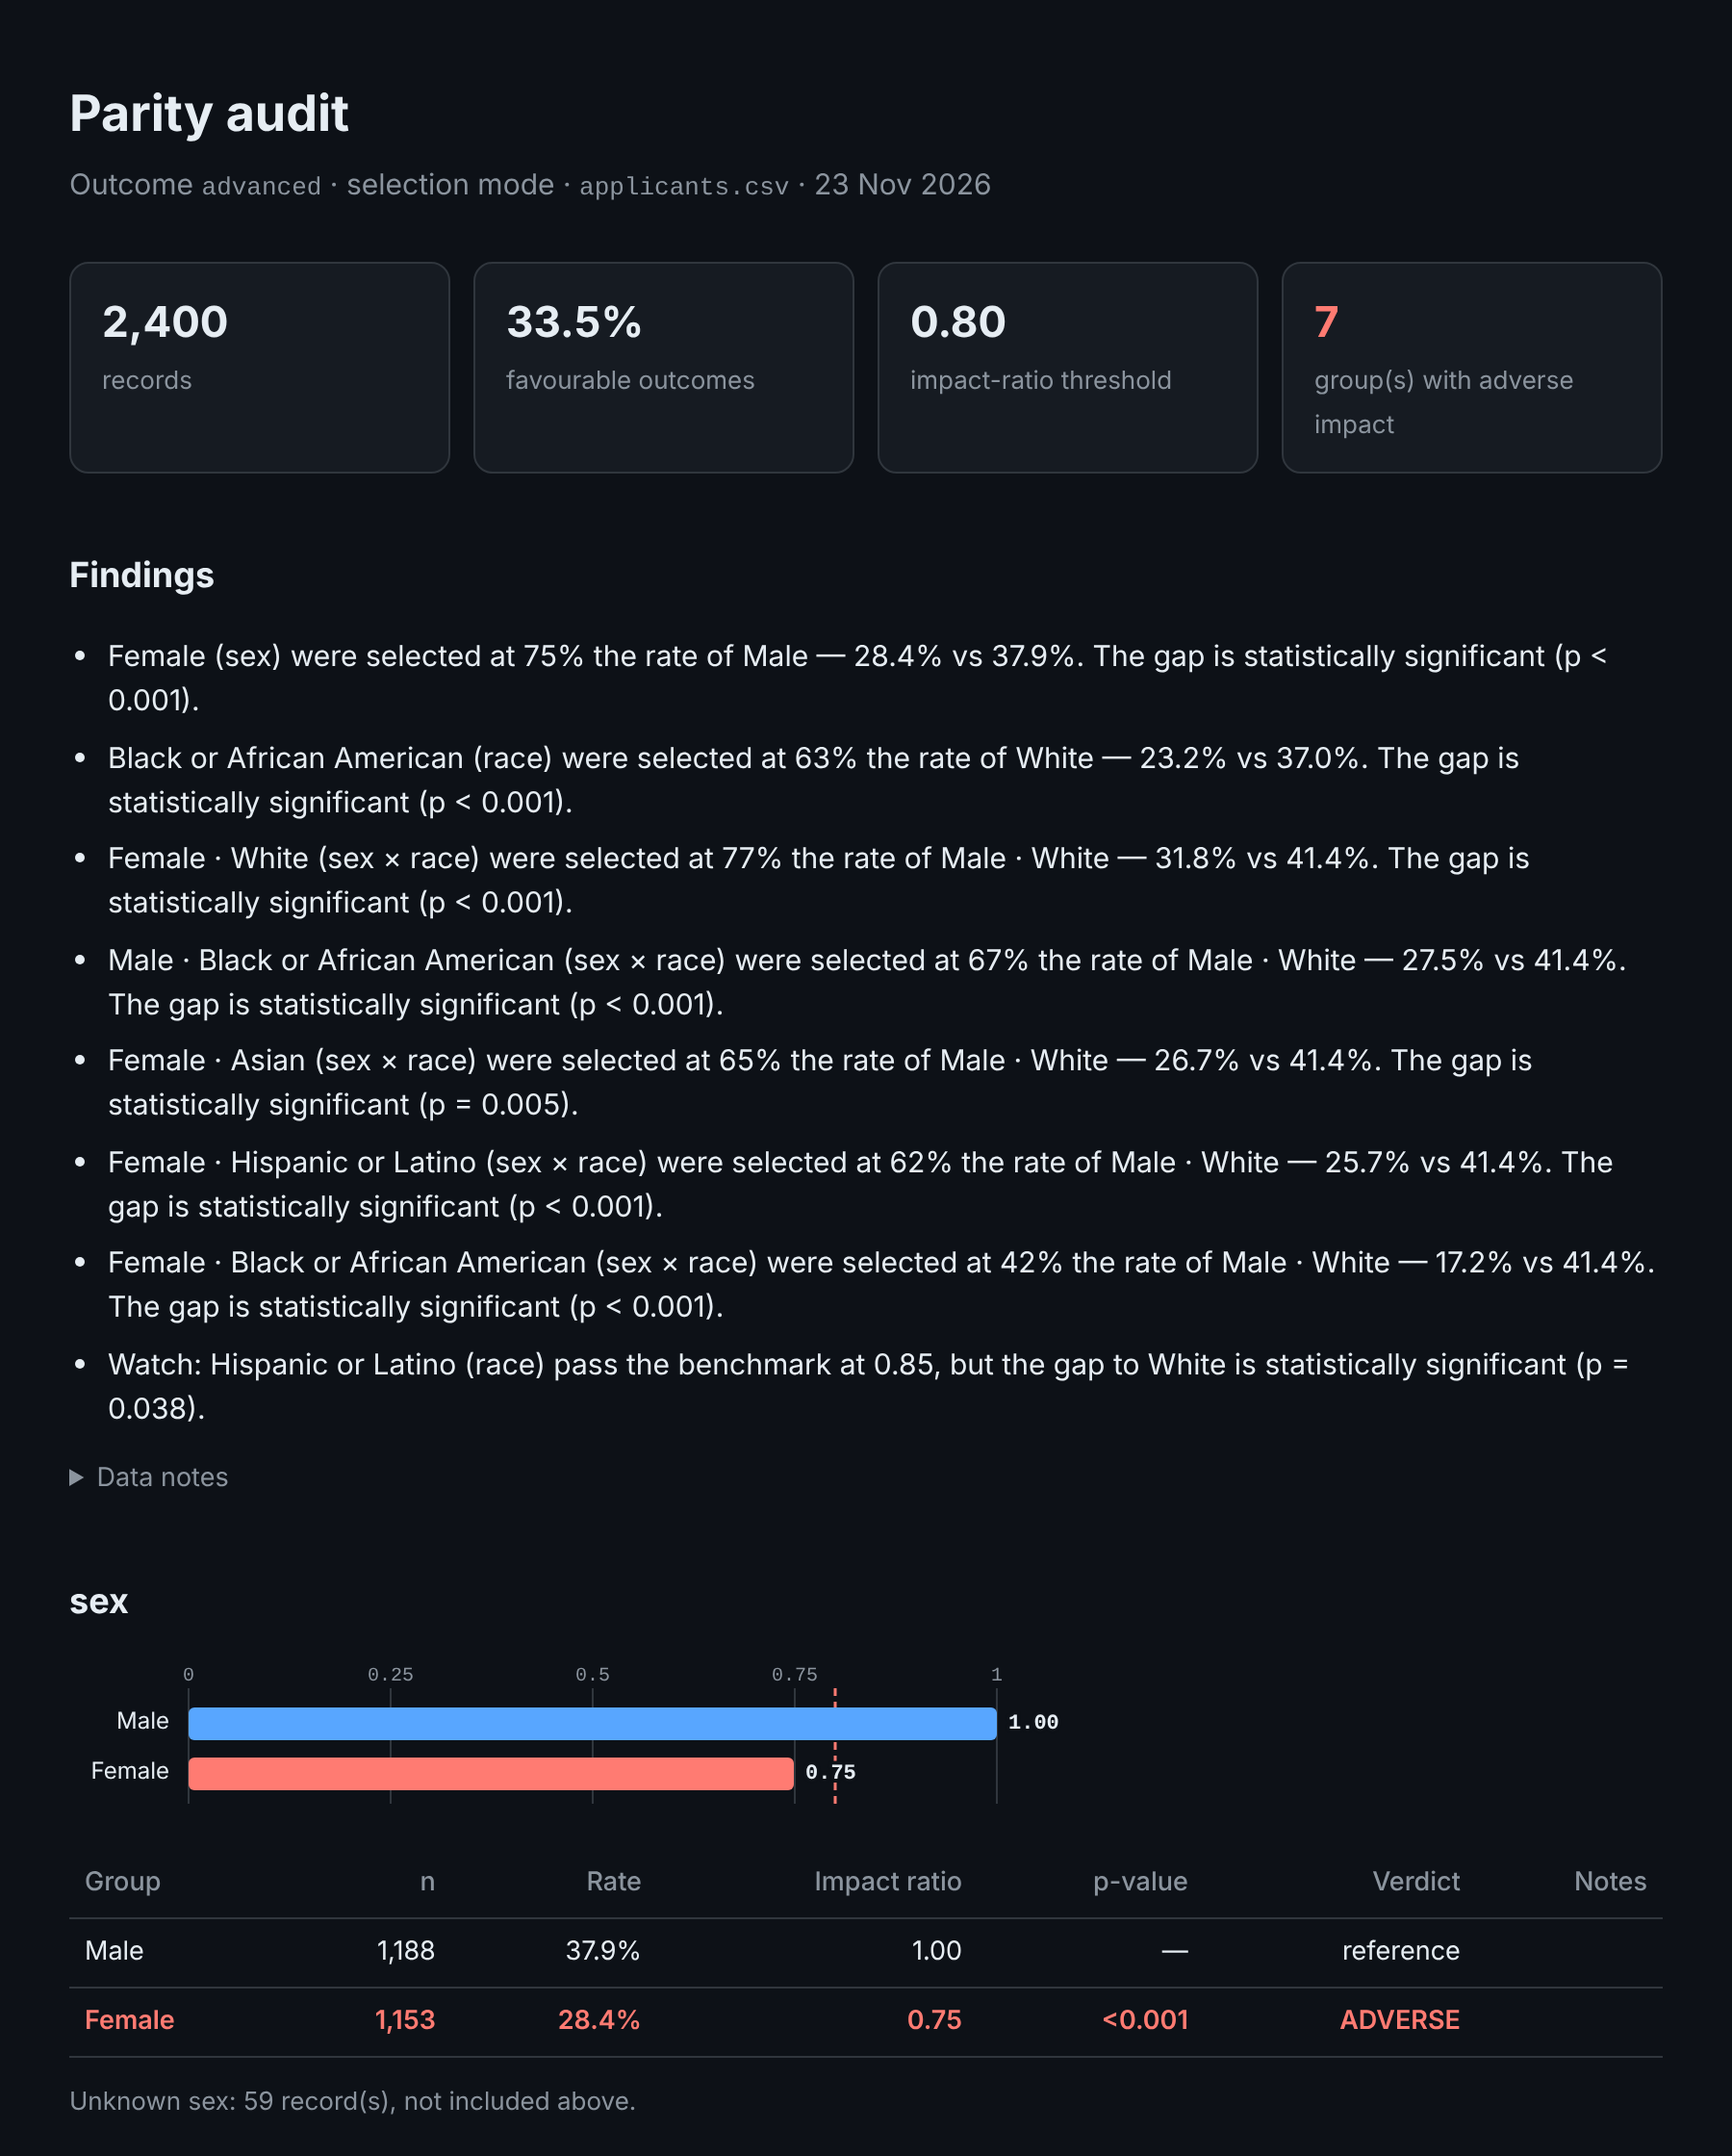 Parity audit
Outcome advanced · selection mode · applicants.csv · 23 Nov 2026
2,400
records
33.5%
favourable outcomes
0.80
impact-ratio threshold
7
group(s) with adverse
impact
Findings
• Female (sex) were selected at 75% the rate of Male — 28.4% vs 37.9%. The gap is statistically significant (p <
0.001).
• Black or African American (race) were selected at 63% the rate of White — 23.2% vs 37.0%. The gap is
statistically significant (p < 0.001).
• Female · White (sex × race) were selected at 77% the rate of Male · White — 31.8% vs 41.4%. The gap is
statistically significant (p < 0.001).
• Male · Black or African American (sex × race) were selected at 67% the rate of Male · White — 27.5% vs 41.4%.
The gap is statistically significant (p < 0.001).
• Female · Asian (sex × race) were selected at 65% the rate of Male · White — 26.7% vs 41.4%. The gap is
statistically significant (p = 0.005).
• Female · Hispanic or Latino (sex × race) were selected at 62% the rate of Male · White — 25.7% vs 41.4%. The
gap is statistically significant (p < 0.001).
• Female · Black or African American (sex × race) were selected at 42% the rate of Male · White — 17.2% vs 41.4%.
The gap is statistically significant (p < 0.001).
• Watch: Hispanic or Latino (race) pass the benchmark at 0.85, but the gap to White is statistically significant (p =
0.038).
▶ Data notes
sex
0 0.25 0.5 0.75 1
Male 1.00
Female 0.75
Group n Rate Impact ratio p-value Verdict Notes
Male 1,188 37.9% 1.00 — reference
Female 1,153 28.4% 0.75 <0.001 ADVERSE
Unknown sex: 59 record(s), not included above.